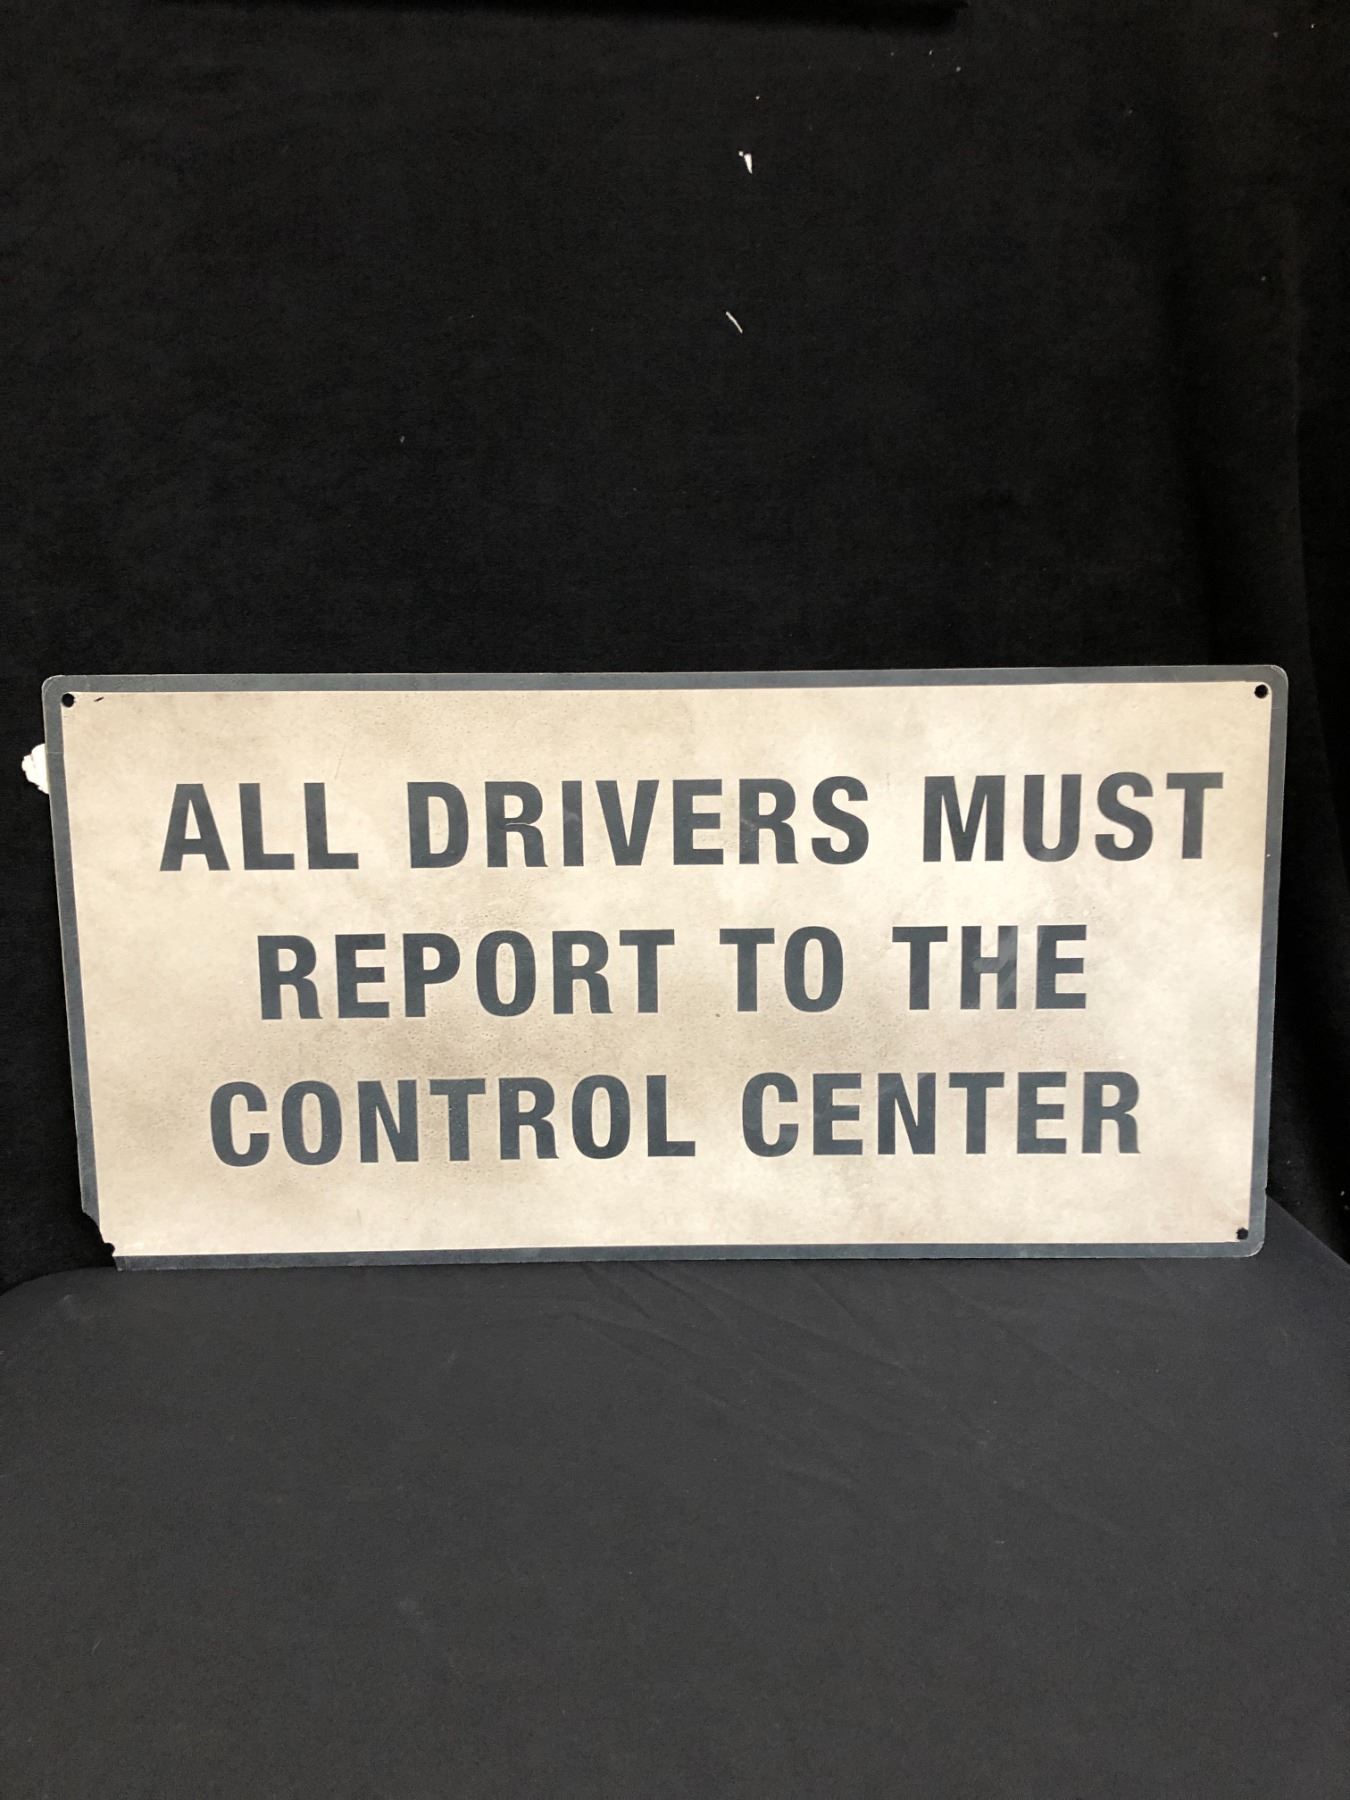 ALL DRIVERS MUST
REPORT TO THE
CONTROL CENTER